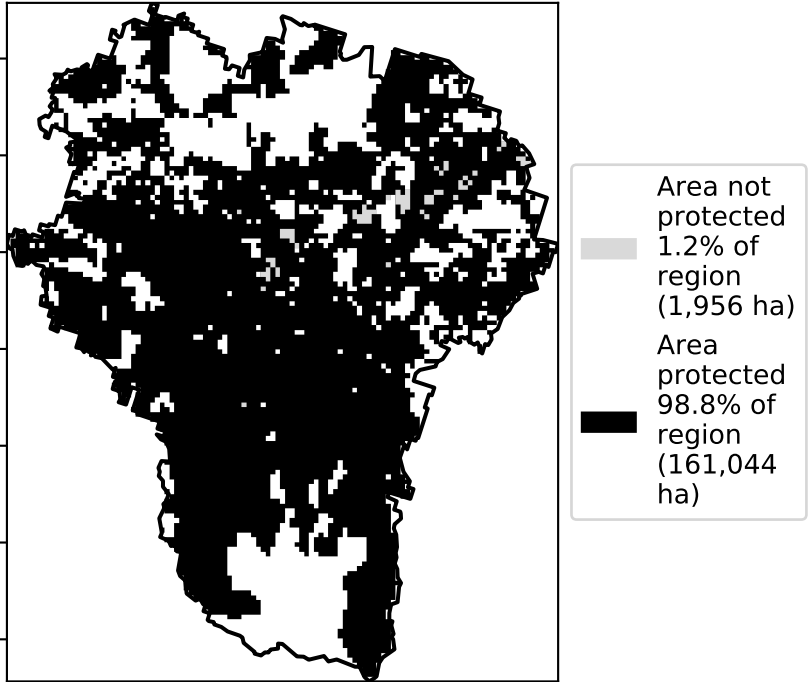 Area not
protected
1.2% of
region
(1,956 ha)
Area
protected
98.8% of
region
(161,044
ha)